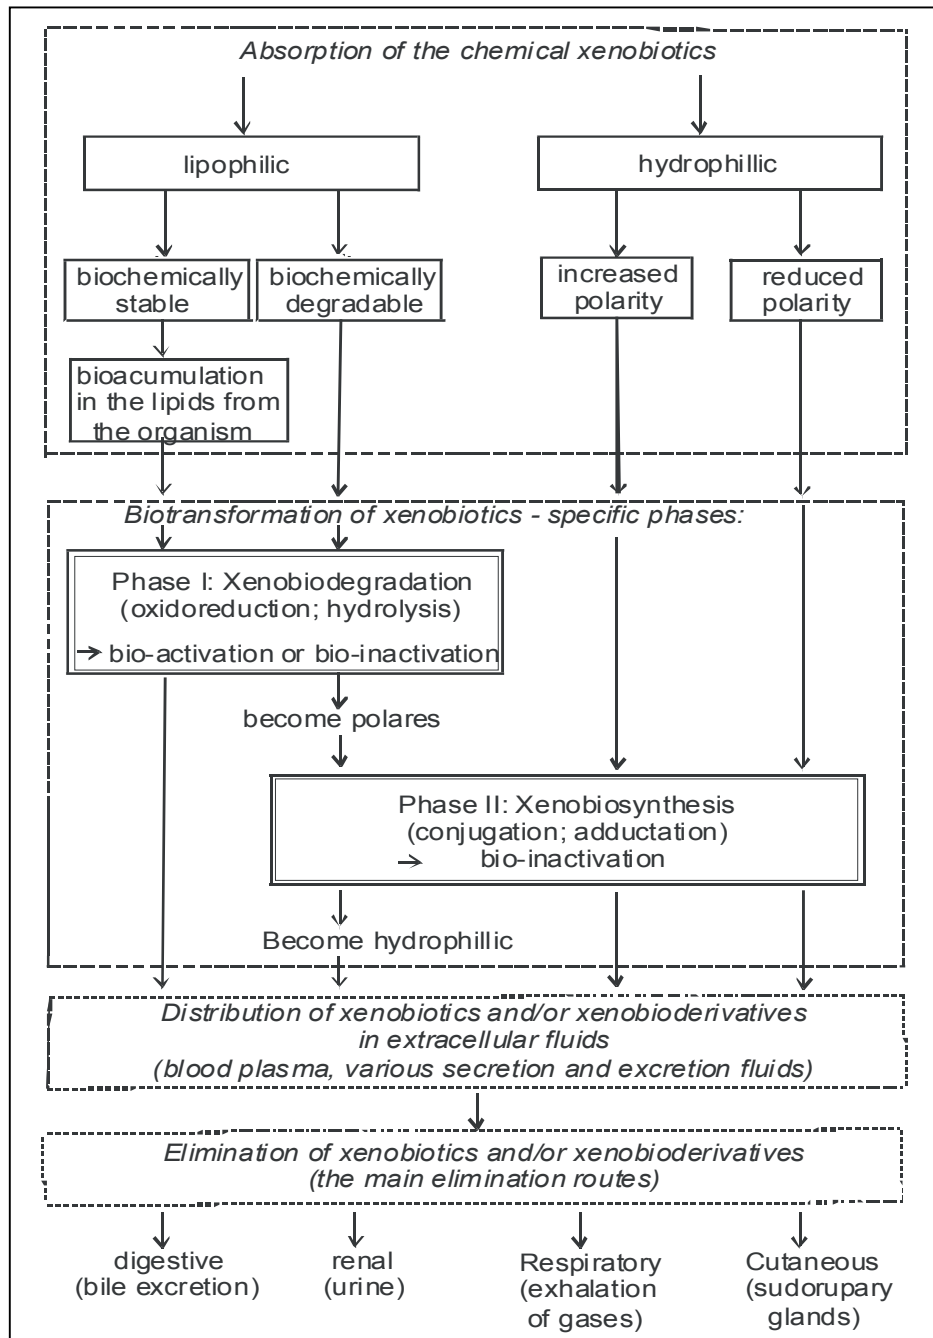 Absorption of the chemical xenobiotics
lipophilic
hydrophillic
biochemically
stable
biochemically
degradable
increased
polarity
reduced
polarity
bioacumulation
in the lipids from
the organism
Biotransformation of xenobiotics - specific phases:
Phase I: Xenobiodegradation
(oxidoreduction; hydrolysis)
→ bio-activation or bio-inactivation
become polares
Phase II: Xenobiosynthesis
(conjugation; adductation)
→ bio-inactivation
Become hydrophillic
Distribution of xenobiotics and/or xenobioderivatives
in extracellular fluids
(blood plasma, various secretion and excretion fluids)
Elimination of xenobiotics and/or xenobioderivatives
(the main elimination routes)
digestive
(bile excretion)
renal
(urine)
Respiratory
(exhalation
of gases)
Cutaneous
(sudorupary
glands)